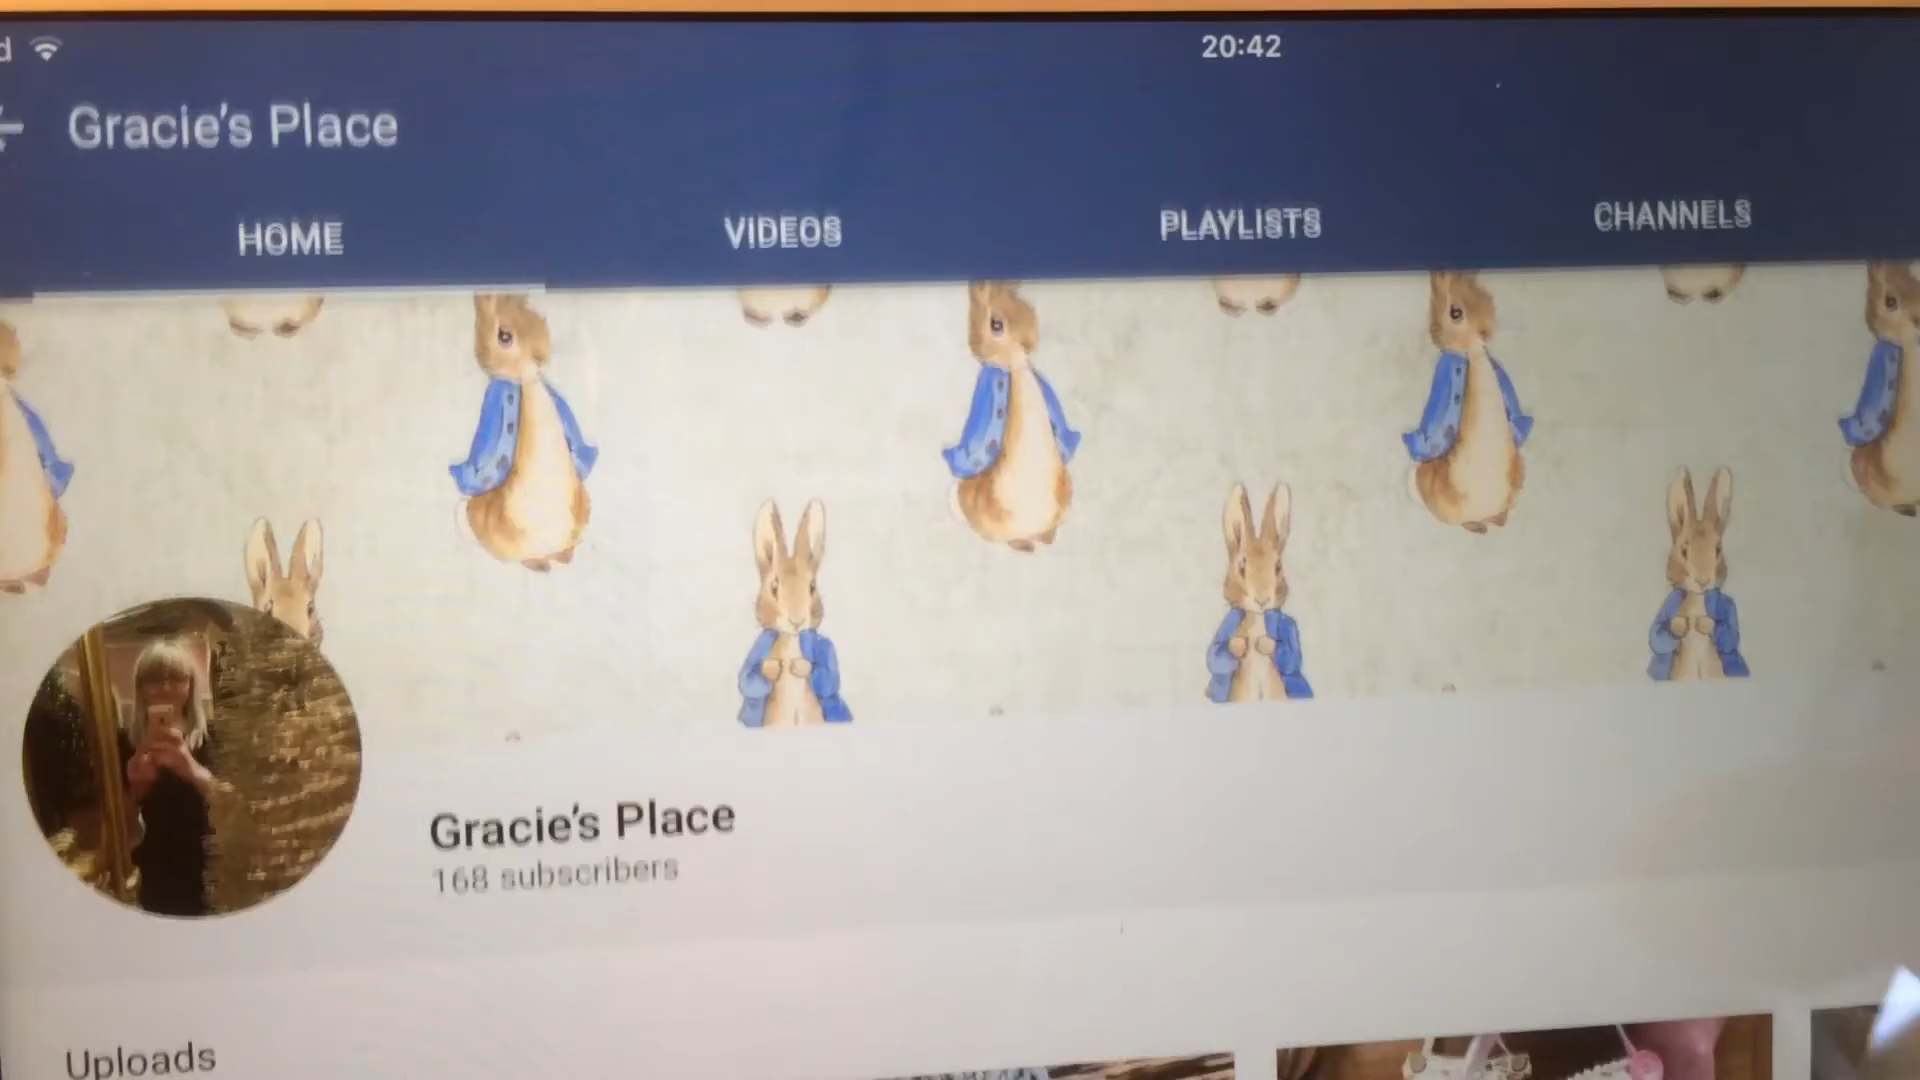 20:42
Gracie's Place
HOME VIDEOS PLAYLISTS CHANNELS
Gracie's Place
168 subscribers
Uploads